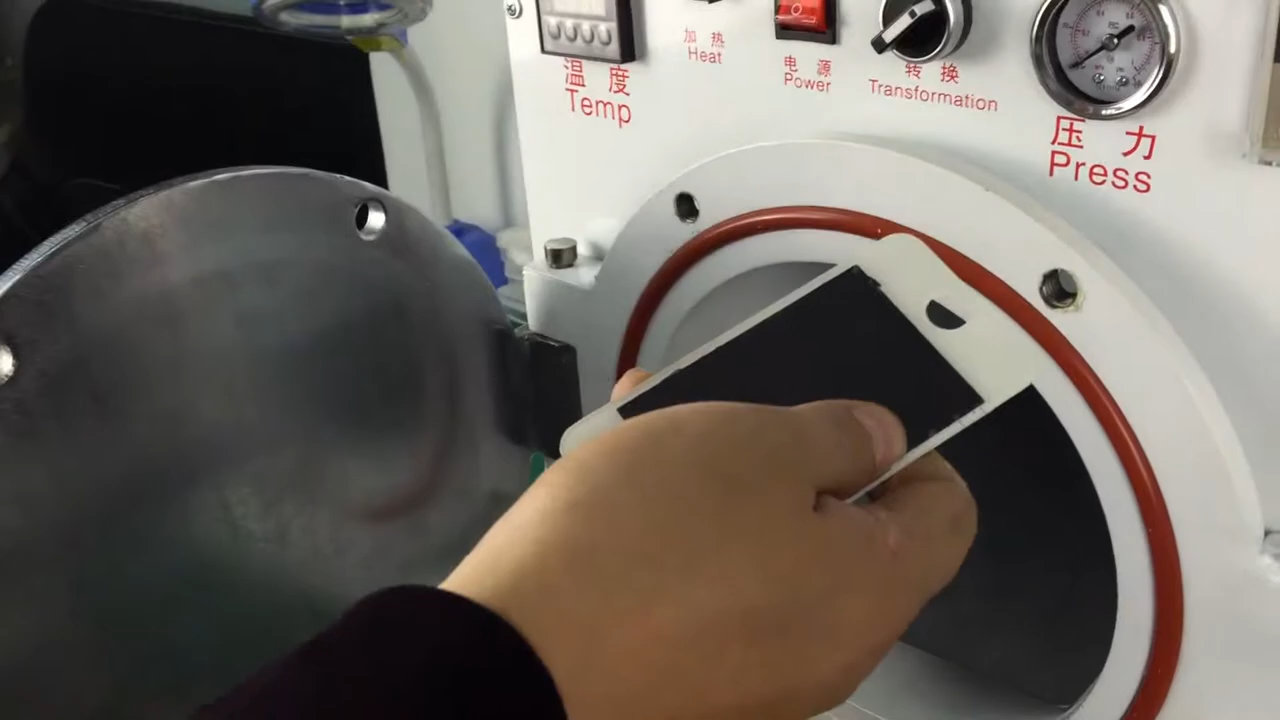 温 度
Temp
加 热
Heat
电 源
Power
转 换
Transformation
压 力
Press